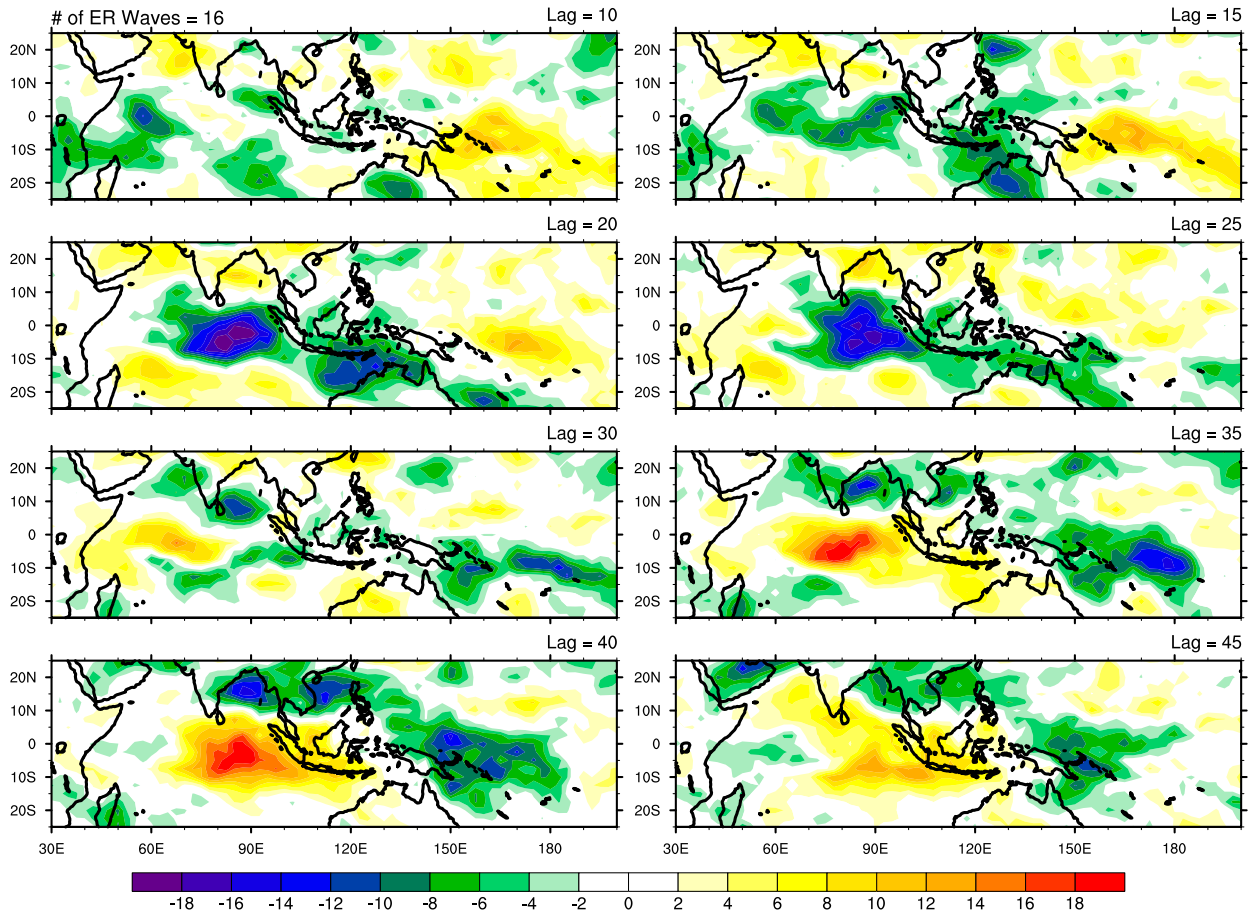 # of ER Waves = 16 Lag = 10 Lag = 15
20N 20N
10N 10N
0 0
10S 10S
20S 20S
Lag = 20 Lag = 25
20N 20N
10N 10N
0 0
10S 10S
20S 20S
Lag = 30 Lag = 35
20N 20N
10N 10N
0 0
10S 10S
20S 20S
Lag = 40 Lag = 45
20N 20N
10N 10N
0 0
10S 10S
20S 20S
30E 60E 90E 120E 150E 180 30E 60E 90E 120E 150E 180
-18 -16 -14 -12 -10 -8 -6 -4 -2 0 2 4 6 8 10 12 14 16 18